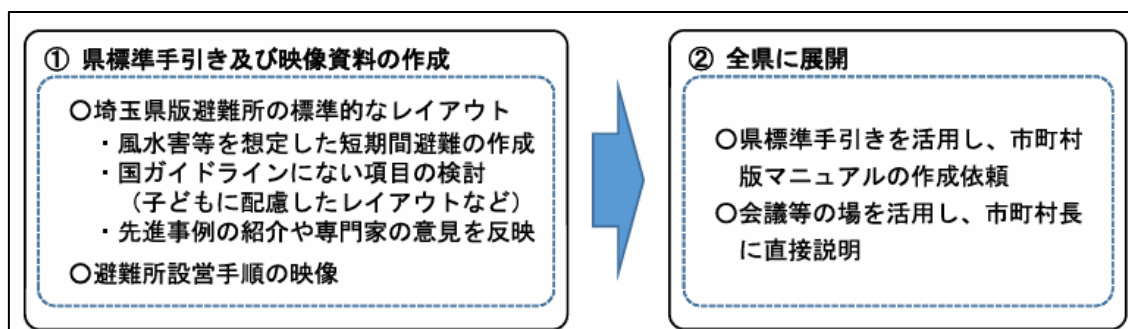 ① 県標準手引き及び映像資料の作成
○埼玉県版避難所の標準的なレイアウト
・風水害等を想定した短期間避難の作成
・国ガイドラインにない項目の検討
（子どもに配慮したレイアウトなど）
・先進事例の紹介や専門家の意見を反映
○避難所設営手順の映像
② 全県に展開
○県標準手引きを活用し、市町村
版マニュアルの作成依頼
○会議等の場を活用し、市町村長
に直接説明